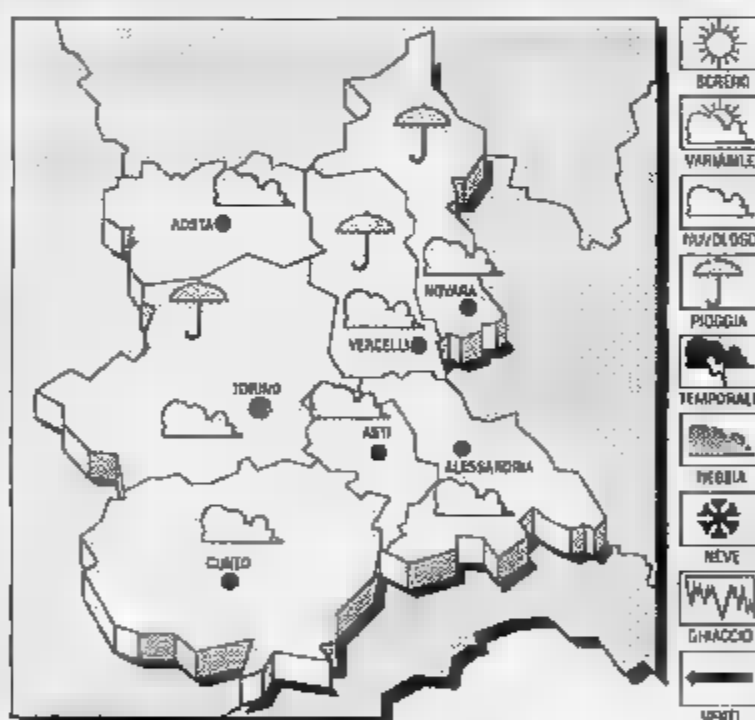 AOSTA
NOVARA
VERCELLI
TORINO
ASTI
ALESSANDRIA
CUNEO
SERENO
VARIABILE
NUVOLOSO
PIOGGIA
TEMPORALE
NEBBIA
NEVE
GHIACCIO
VENTI